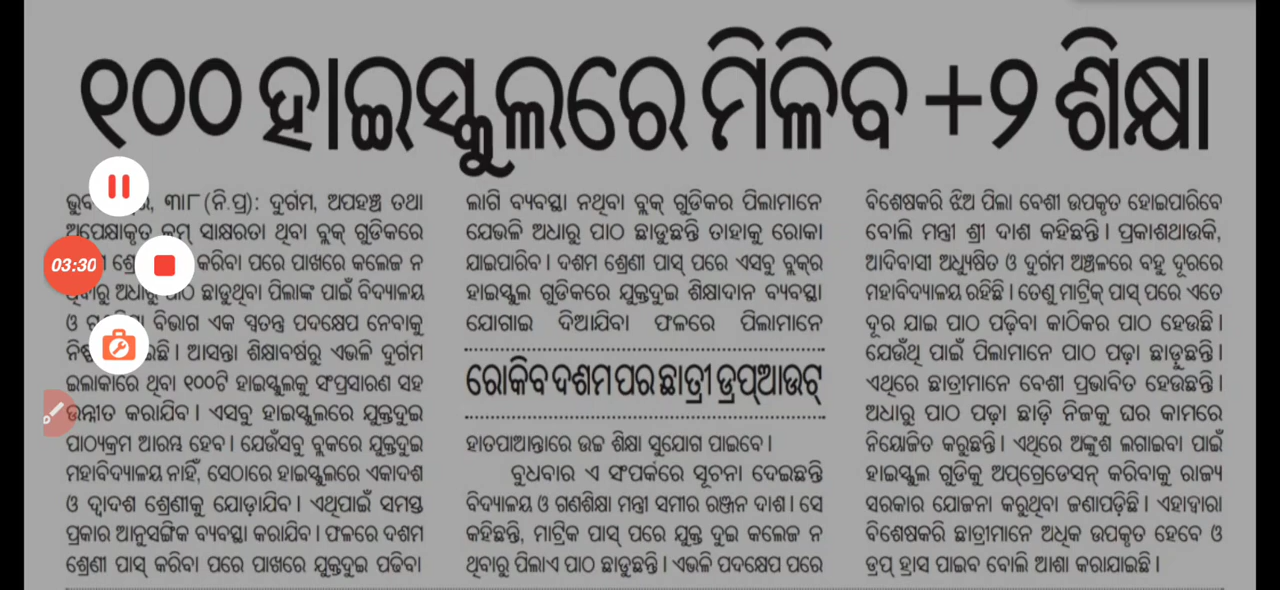 ୧୦୦ ହାଇସ୍କୁଲରେ ମିଳିବ +୨ ଶିକ୍ଷା
୩।୮ (ନି.ପ୍ର): ଦୁର୍ଗମ, ଅପହଞ୍ଚ ତଥା
ଅପେକ୍ଷାକୃତ କମ୍ ସାକ୍ଷରତା ଥିବା ବ୍ଲକ୍ ଗୁଡିକରେ
03:30 କରିବା ପରେ ପାଖରେ କଲେଜ ନ
ପାଠ ଛାଡୁଥିବା ପିଲାଙ୍କ ପାଇଁ ବିଦ୍ୟାଳୟ
ଓ ବିଭାଗ ଏକ ସ୍ଵତନ୍ତ୍ର ପଦକ୍ଷେପ ନେବାକୁ
ଆସନ୍ତା ଶିକ୍ଷାବର୍ଷରୁ ଏଭଳି ଦୁର୍ଗମ
ଇଲାକାରେ ଥିବା ୧୦୦ଟି ହାଇସ୍କୁଲକୁ ସଂପ୍ରସାରଣ ସହ
ଉନ୍ନୀତ କରାଯିବ । ଏସବୁ ହାଇସ୍କୁଲରେ ଯୁକ୍ତଦୁଇ
ପାଠ୍ୟକ୍ରମ ଆରମ୍ଭ ହେବ । ଯେଉଁସବୁ ବ୍ଲକରେ ଯୁକ୍ତଦୁଇ
ମହାବିଦ୍ୟାଳୟ ନାହିଁ, ସେଠାରେ ହାଇସ୍କୁଲରେ ଏକାଦଶ
ଓ ଦ୍ୱାଦଶ ଶ୍ରେଣୀକୁ ଯୋଡ଼ାଯିବ । ଏଥିପାଇଁ ସମସ୍ତ
ପ୍ରକାର ଆନୁସଙ୍ଗିକ ବ୍ୟବସ୍ଥା କରାଯିବ । ଫଳରେ ଦଶମ
ଶ୍ରେଣୀ ପାସ୍ କରିବା ପରେ ପାଖରେ ଯୁକ୍ତଦୁଇ ପଢିବା
ଲାଗି ବ୍ୟବସ୍ଥା ନଥିବା ବ୍ଲକ୍ ଗୁଡିକର ପିଲାମାନେ
ଯେଭଳି ଅଧାରୁ ପାଠ ଛାଡୁଛନ୍ତି ତାହାକୁ ରୋକା
ଯାଇପାରିବ । ଦଶମ ଶ୍ରେଣୀ ପାସ୍ ପରେ ଏସବୁ ବ୍ଲକ୍‌ର
ହାଇସ୍କୁଲ ଗୁଡିକରେ ଯୁକ୍ତଦୁଇ ଶିକ୍ଷାଦାନ ବ୍ୟବସ୍ଥା
ଯୋଗାଇ ଦିଆଯିବା ଫଳରେ ପିଲାମାନେ
ରୋକିବ ଦଶମ ପର ଛାତ୍ରୀ ଡ୍ରପ୍‌ଆଉଟ୍
ହାତପାଆନ୍ତାରେ ଉଚ୍ଚ ଶିକ୍ଷା ସୁଯୋଗ ପାଇବେ ।
ବୁଧବାର ଏ ସଂପର୍କରେ ସୂଚନା ଦେଇଛନ୍ତି
ବିଦ୍ୟାଳୟ ଓ ଗଣଶିକ୍ଷା ମନ୍ତ୍ରୀ ସମୀର ରଞ୍ଜନ ଦାଶ । ସେ
କହିଛନ୍ତି, ମାଟ୍ରିକ ପାସ୍ ପରେ ଯୁକ୍ତ ଦୁଇ କଲେଜ ନ
ଥିବାରୁ ପିଲାଏ ପାଠ ଛାଡୁଛନ୍ତି । ଏଭଳି ପଦକ୍ଷେପ ପରେ
ବିଶେଷକରି ଝିଅ ପିଲା ବେଶୀ ଉପକୃତ ହୋଇପାରିବେ
ବୋଲି ମନ୍ତ୍ରୀ ଶ୍ରୀ ଦାଶ କହିଛନ୍ତି । ପ୍ରକାଶଥାଉକି,
ଆଦିବାସୀ ଅଧ୍ୟୁଷିତ ଓ ଦୁର୍ଗମ ଅଞ୍ଚଳରେ ବହୁ ଦୂରରେ
ମହାବିଦ୍ୟାଳୟ ରହିଛି । ତେଣୁ ମାଟ୍ରିକ୍ ପାସ୍ ପରେ ଏତେ
ଦୂର ଯାଇ ପାଠ ପଢ଼ିବା କାଠିକର ପାଠ ହେଉଛି ।
ଯେଉଁଥି ପାଇଁ ପିଲାମାନେ ପାଠ ପଢ଼ା ଛାଡୁଛନ୍ତି ।
ଏଥିରେ ଛାତ୍ରୀମାନେ ବେଶୀ ପ୍ରଭାବିତ ହେଉଛନ୍ତି ।
ଅଧାରୁ ପାଠ ପଢ଼ା ଛାଡ଼ି ନିଜକୁ ଘର କାମରେ
ନିୟୋଜିତ କରୁଛନ୍ତି । ଏଥିରେ ଅଙ୍କୁଶ ଲଗାଇବା ପାଇଁ
ହାଇସ୍କୁଲ ଗୁଡିକୁ ଅପ୍‌ଗ୍ରେଡେସନ୍ କରିବାକୁ ରାଜ୍ୟ
ସରକାର ଯୋଜନା କରୁଥିବା ଜଣାପଡ଼ିଛି । ଏହାଦ୍ୱାରା
ବିଶେଷକରି ଛାତ୍ରୀମାନେ ଅଧିକ ଉପକୃତ ହେବେ ଓ
ଡ୍ରପ୍ ହ୍ରାସ ପାଇବ ବୋଲି ଆଶା କରାଯାଇଛି ।